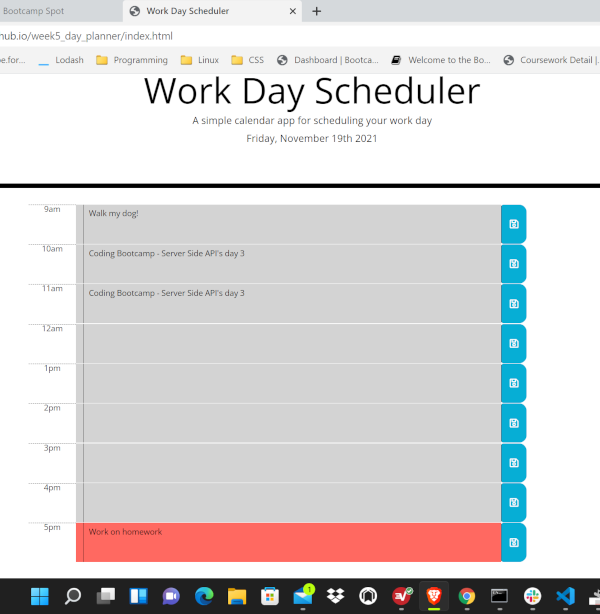 Bootcamp Spot
Work Day Scheduler
hub.io/week5_day_planner/index.html
be.for...
Lodash
Programming
Linux
CSS
Dashboard | Bootca...
Welcome to the Bo...
Coursework Detail |...
Work Day Scheduler
A simple calendar app for scheduling your work day
Friday, November 19th 2021
9am
Walk my dog!
10am
Coding Bootcamp - Server Side API's day 3
11am
Coding Bootcamp - Server Side API's day 3
12am
1pm
2pm
3pm
4pm
5pm
Work on homework
1